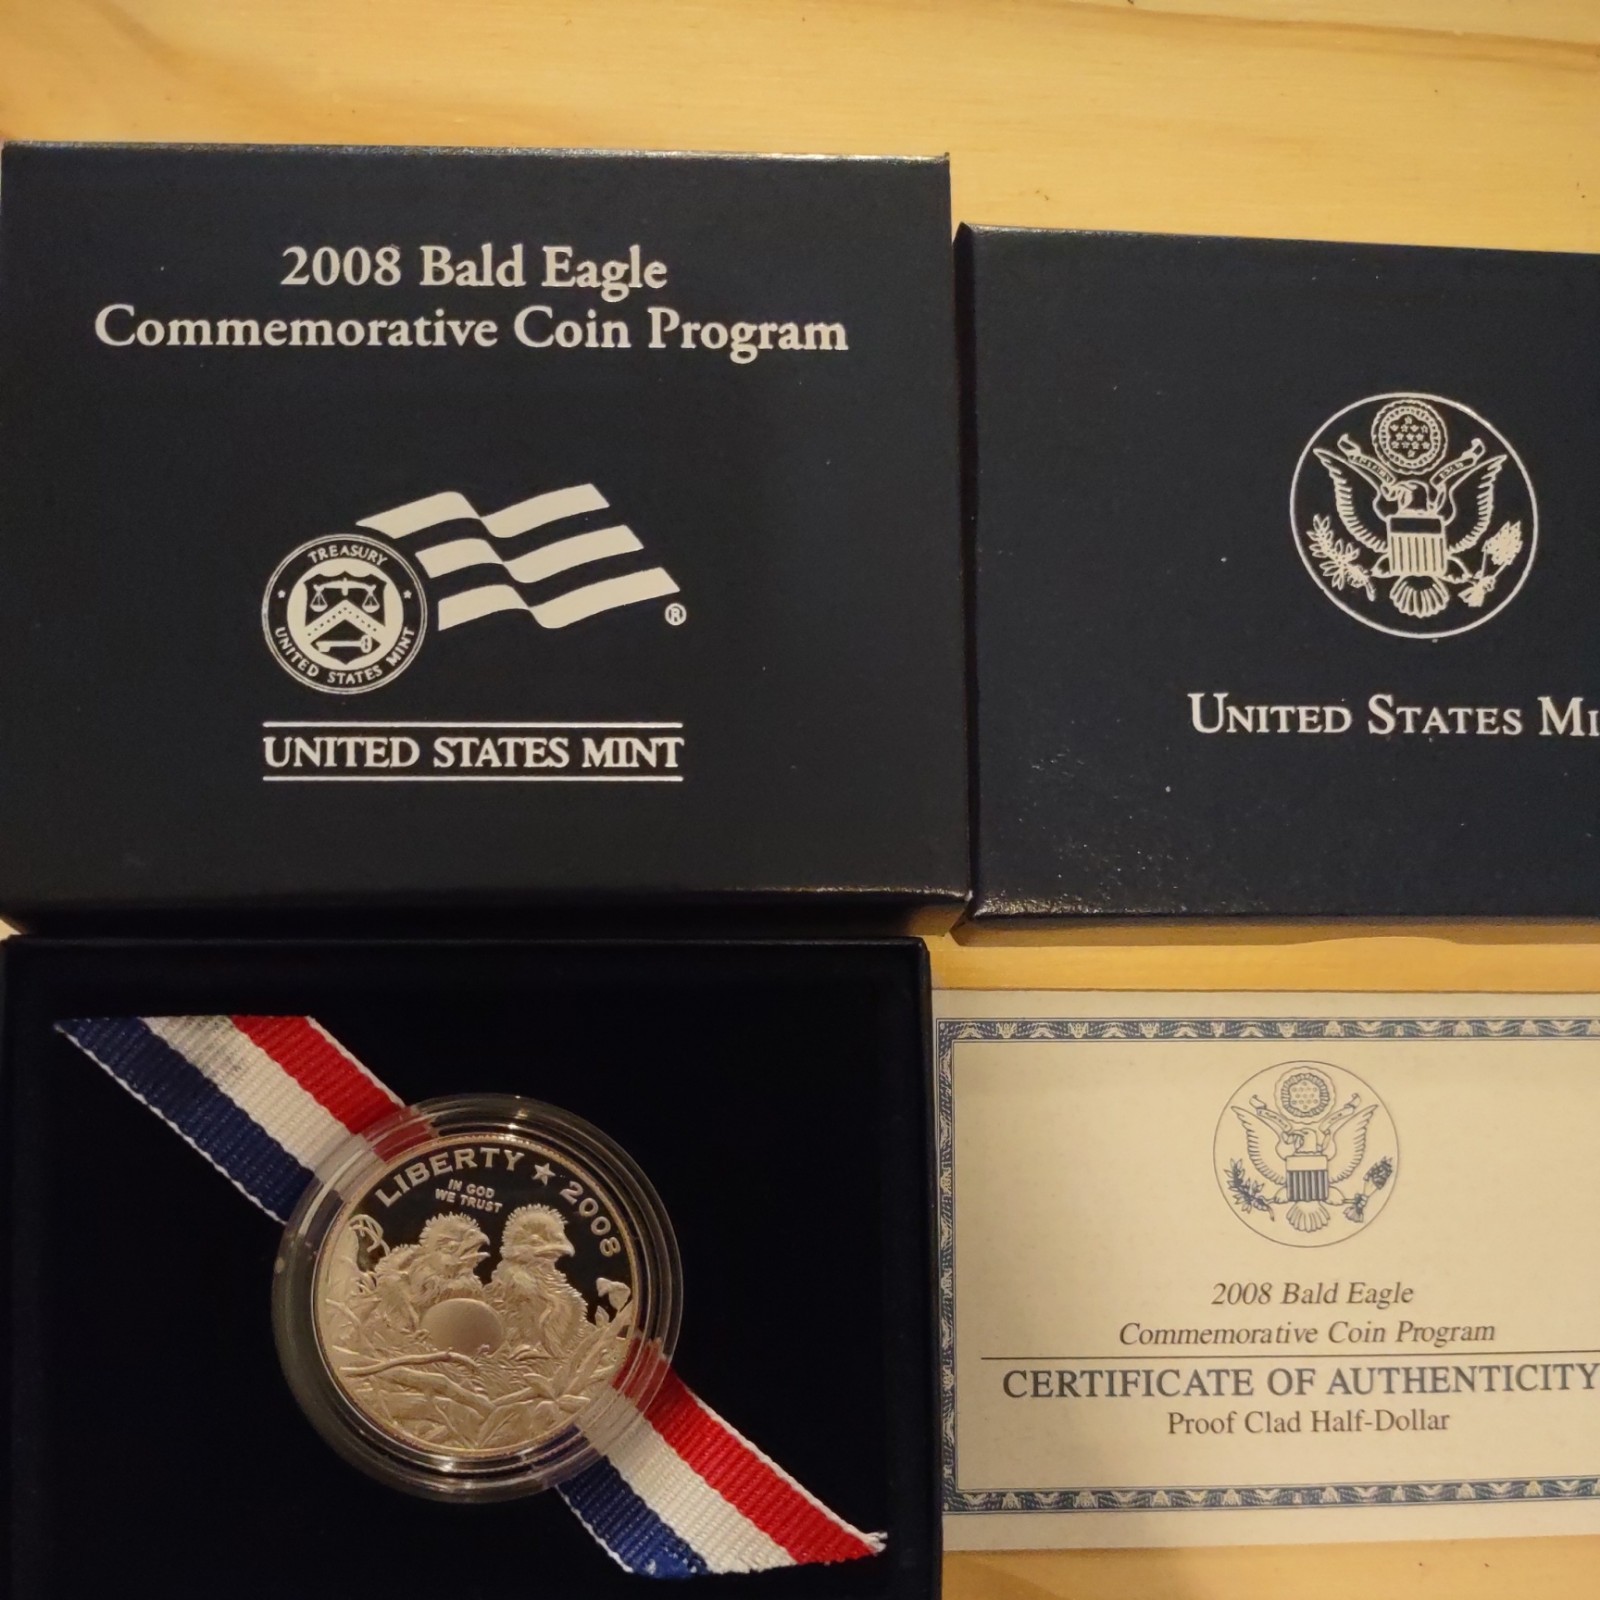 2008 Bald Eagle
Commemorative Coin Program
TREASURY
UNITED STATES MINT
®
UNITED STATES MINT
UNITED STATES MI
LIBERTY ★ 2008
IN GOD
WE TRUST
2008 Bald Eagle
Commemorative Coin Program
CERTIFICATE OF AUTHENTICITY
Proof Clad Half-Dollar